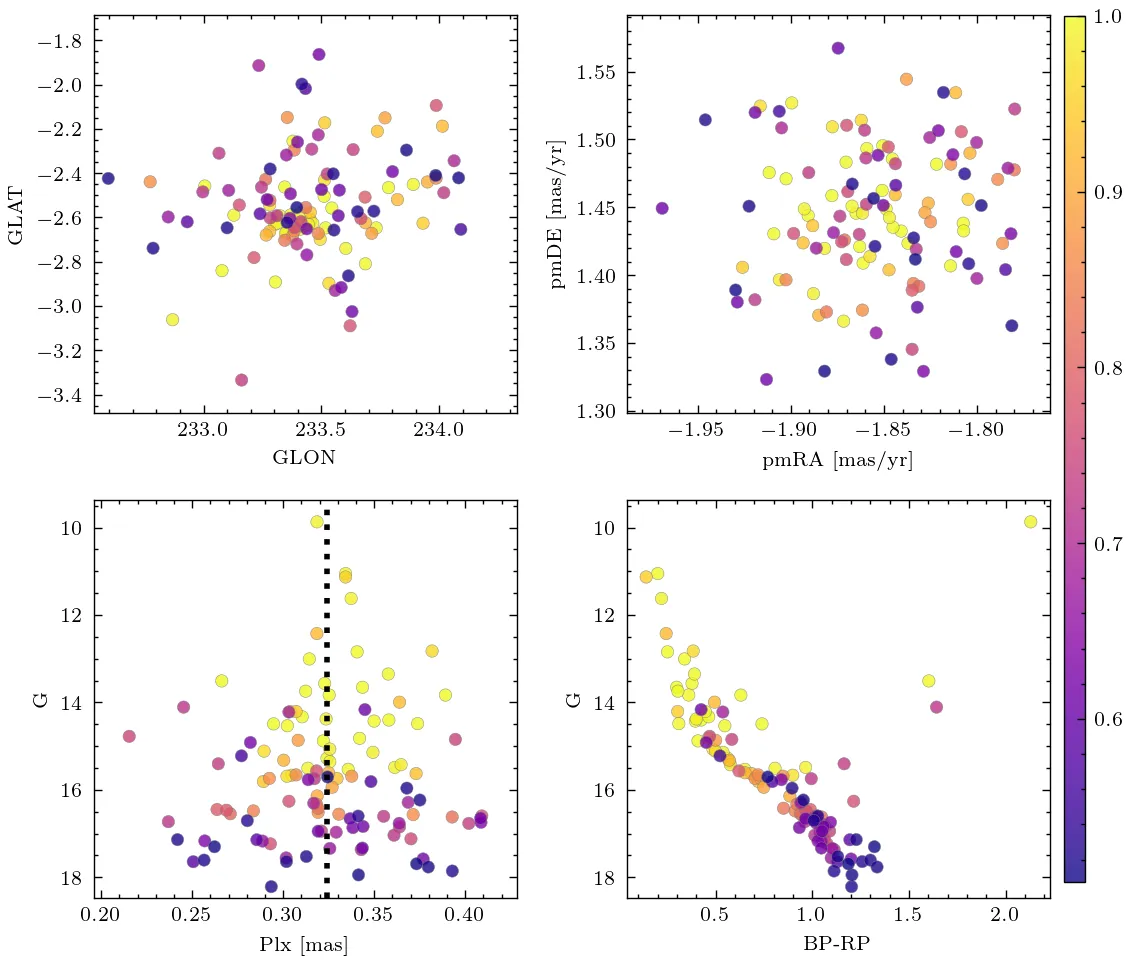 −1.8
−2.0
−2.2
−2.4
−2.6
−2.8
−3.0
−3.2
−3.4
GLAT
233.0 233.5 234.0
GLON
1.55
1.50
1.45
1.40
1.35
1.30
pmDE [mas/yr]
−1.95 −1.90 −1.85 −1.80
pmRA [mas/yr]
1.0
0.9
0.8
0.7
0.6
10
12
14
16
18
G
0.20 0.25 0.30 0.35 0.40
Plx [mas]
10
12
14
16
18
G
0.5 1.0 1.5 2.0
BP-RP